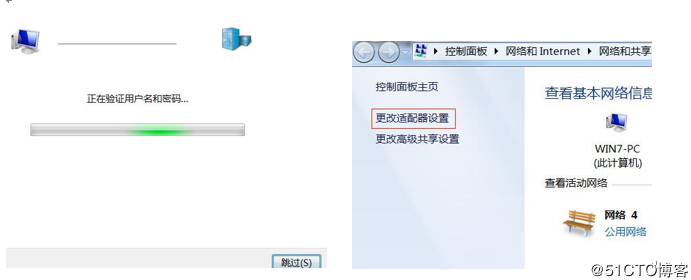 正在验证用户名和密码...
跳过(S)
控制面板 ▸ 网络和 Internet ▸ 网络和共享
控制面板主页
更改适配器设置
更改高级共享设置
查看基本网络信息
WIN7-PC
(此计算机)
查看活动网络
网络 4
公用网络
@51CTO博客